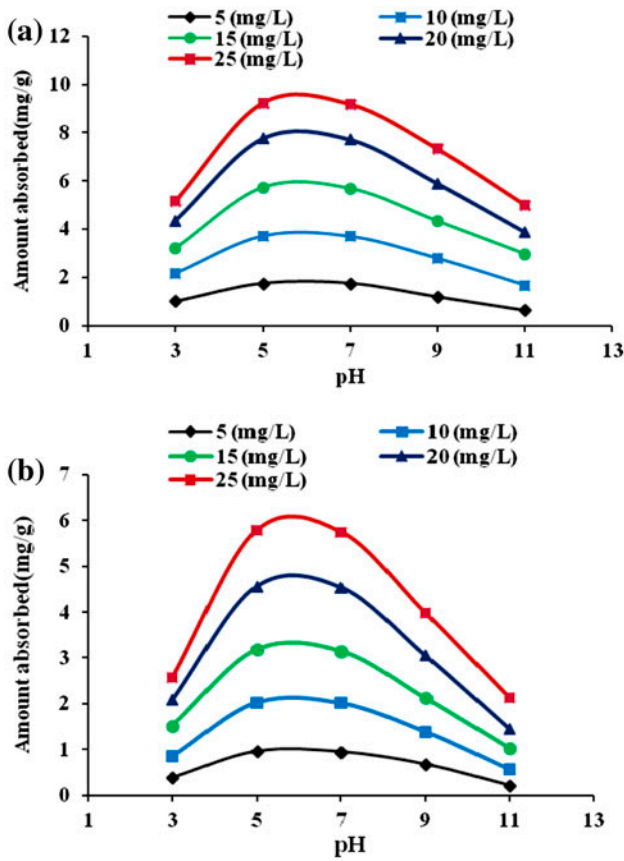 (a)
5 (mg/L) 10 (mg/L)
15 (mg/L) 20 (mg/L)
25 (mg/L)
Amount absorbed(mg/g)
12
10
8
6
4
2
0
1 3 5 7 9 11 13
pH
(b)
5 (mg/L) 10 (mg/L)
15 (mg/L) 20 (mg/L)
25 (mg/L)
Amount absorbed(mg/g)
7
6
5
4
3
2
1
0
1 3 5 7 9 11 13
pH